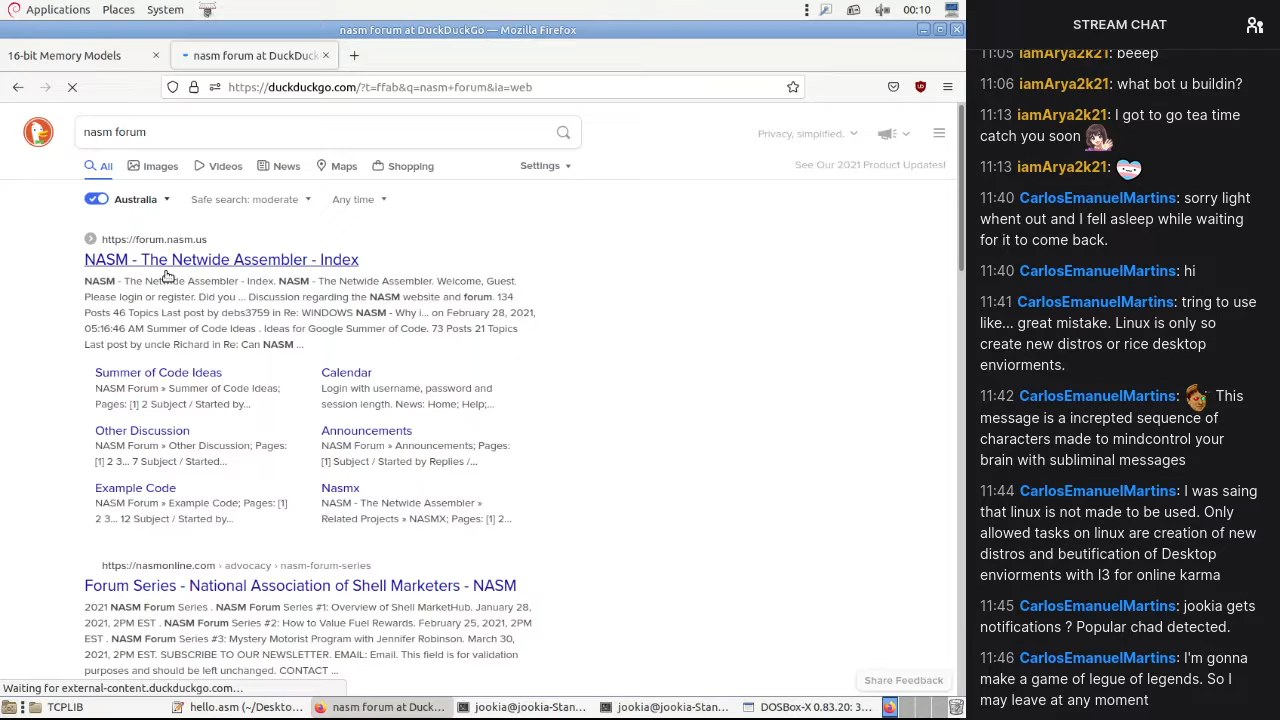 Applications Places System 00:10
nasm forum at DuckDuckGo — Mozilla Firefox
16-bit Memory Models × nasm forum at DuckDuck × +
https://duckduckgo.com/?t=ffab&q=nasm+forum&ia=web
nasm forum
Privacy, simplified.
All Images Videos News Maps Shopping Settings
See Our 2021 Product Updates!
Australia Safe search: moderate Any time
https://forum.nasm.us
NASM - The Netwide Assembler - Index
NASM - The Netwide Assembler - Index. NASM - The Netwide Assembler. Welcome, Guest.
Please login or register. Did you ... Discussion regarding the NASM website and forum. 134
Posts 46 Topics Last post by debs3759 in Re: WINDOWS NASM - Why i... on February 28, 2021,
05:16:46 AM Summer of Code Ideas . Ideas for Google Summer of Code. 73 Posts 21 Topics
Last post by uncle Richard in Re: Can NASM ...
Summer of Code Ideas
NASM Forum » Summer of Code Ideas;
Pages: [1] 2 Subject / Started by...
Calendar
Login with username, password and
session length. News: Home; Help;...
Other Discussion
NASM Forum » Other Discussion; Pages:
[1] 2 3... 7 Subject / Started...
Announcements
NASM Forum » Announcements; Pages:
[1] Subject / Started by Replies /...
Example Code
NASM Forum » Example Code; Pages: [1]
2 3... 12 Subject / Started by...
Nasmx
NASM - The Netwide Assembler »
Related Projects » NASMX; Pages: [1] 2...
https://nasmonline.com › advocacy › nasm-forum-series
Forum Series - National Association of Shell Marketers - NASM
2021 NASM Forum Series . NASM Forum Series #1: Overview of Shell MarketHub. January 28,
2021, 2PM EST . NASM Forum Series #2: How to Value Fuel Rewards. February 25, 2021, 2PM
EST . NASM Forum Series #3: Mystery Motorist Program with Jennifer Robinson. March 30,
2021, 2PM EST. SUBSCRIBE TO OUR NEWSLETTER. EMAIL: Email. This field is for validation
purposes and should be left unchanged. CONTACT ...
Share Feedback
Waiting for external-content.duckduckgo.com...
TCPLIB hello.asm (~/Deskto... nasm forum at Duck... jookia@jookia-Stan... jookia@jookia-Stan... DOSBox-X 0.83.20: 3...
STREAM CHAT
11:05 iamArya2k21: beeep
11:06 iamArya2k21: what bot u buildin?
11:13 iamArya2k21: I got to go tea time
catch you soon
11:13 iamArya2k21:
11:40 CarlosEmanuelMartins: sorry light
whent out and I fell asleep while waiting
for it to come back.
11:40 CarlosEmanuelMartins: hi
11:41 CarlosEmanuelMartins: tring to use
like... great mistake. Linux is only so
create new distros or rice desktop
enviorments.
11:42 CarlosEmanuelMartins: This
message is a increpted sequence of
characters made to mindcontrol your
brain with subliminal messages
11:44 CarlosEmanuelMartins: I was saing
that linux is not made to be used. Only
allowed tasks on linux are creation of new
distros and beutification of Desktop
enviorments with I3 for online karma
11:45 CarlosEmanuelMartins: jookia gets
notifications ? Popular chad detected.
11:46 CarlosEmanuelMartins: I'm gonna
make a game of legue of legends. So I
may leave at any moment